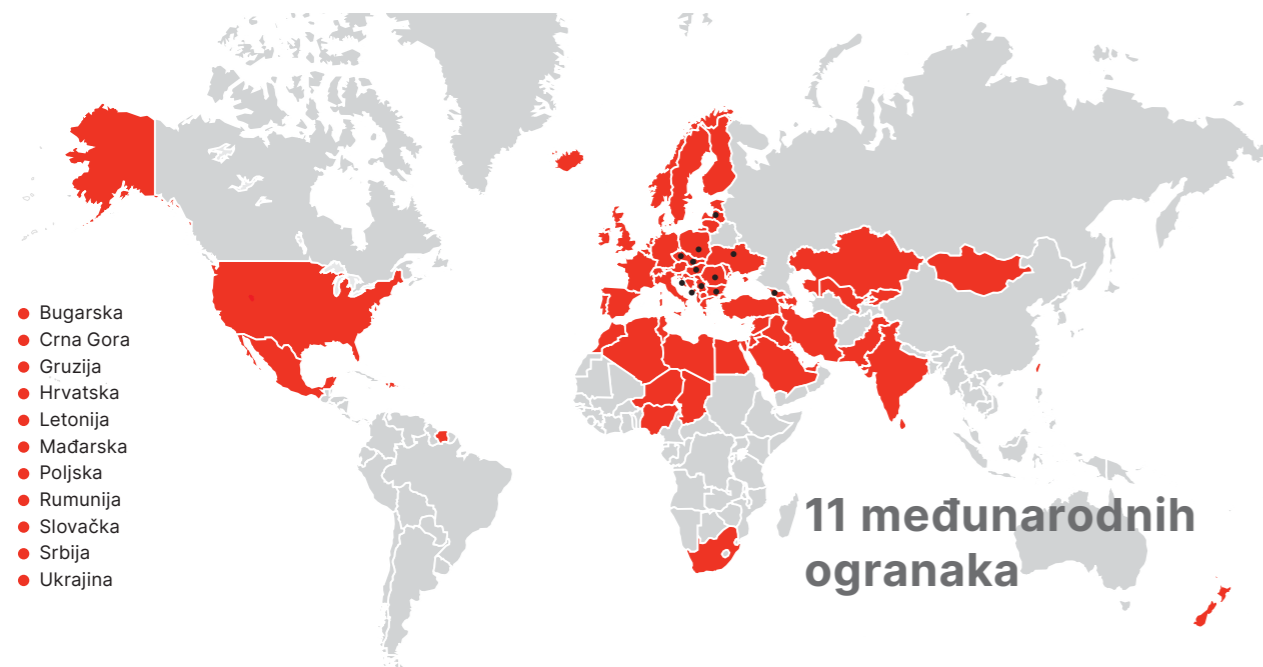 Bugarska
Crna Gora
Gruzija
Hrvatska
Letonija
Mađarska
Poljska
Rumunija
Slovačka
Srbija
Ukrajina
11 međunarodnih
ogranaka